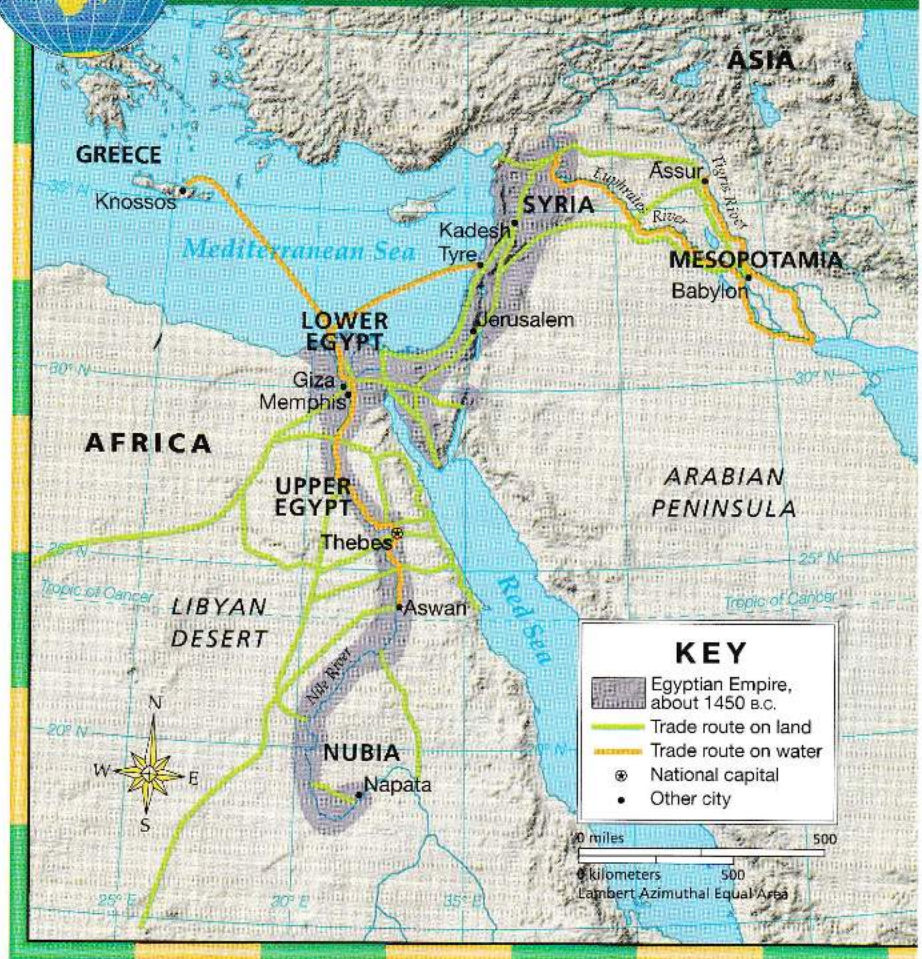 ASIA
GREECE
35° N
Knossos
Assur
Tigris River
Euphrates
River
SYRIA
Kadesh
Mediterranean Sea
Tyre
MESOPOTAMIA
Babylon
LOWER
EGYPT
Jerusalem
30° N
30° N
Giza
Memphis
AFRICA
ARABIAN
PENINSULA
UPPER
EGYPT
Thebes
25° N
25° N
Tropic of Cancer
Tropic of Cancer
Red Sea
LIBYAN
DESERT
Aswan
Nile River
20° N
NUBIA
Napata
N
W
E
S
25° E
30° E
35° E
KEY
Egyptian Empire,
about 1450 B.C.
Trade route on land
Trade route on water
National capital
Other city
0 miles
500
0 kilometers
500
Lambert Azimuthal Equal Area